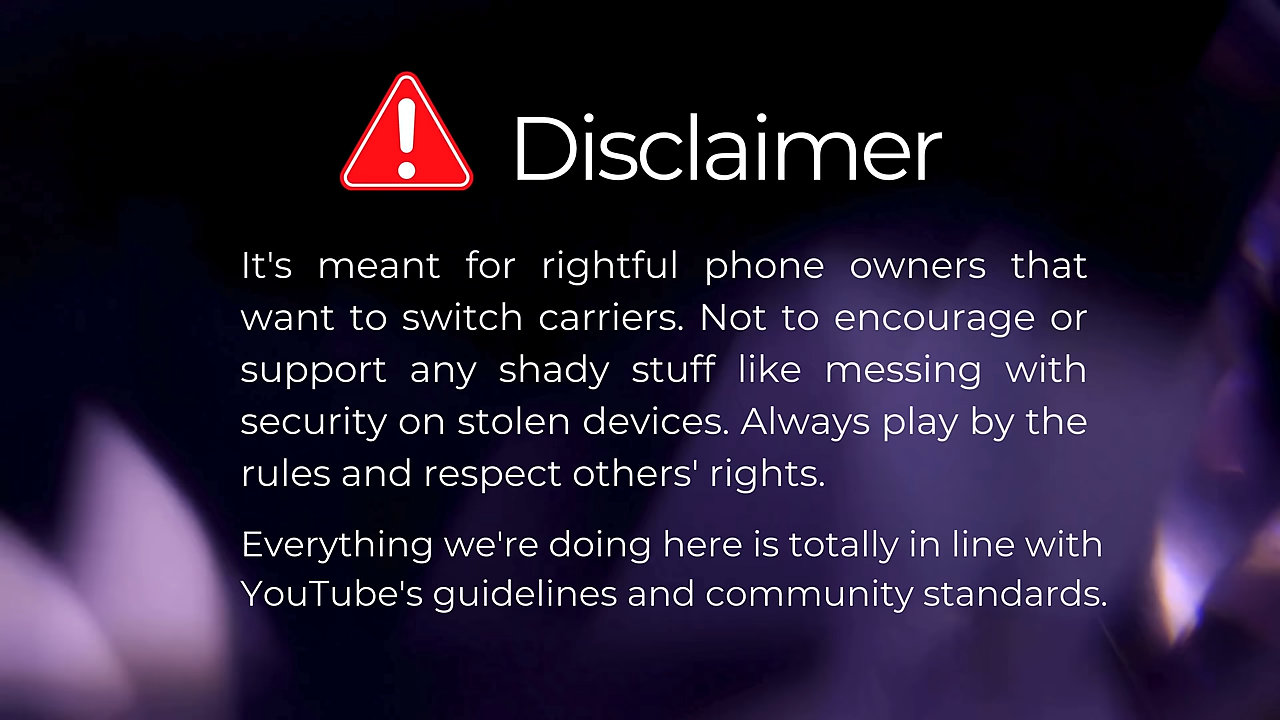 Disclaimer
It's meant for rightful phone owners that
want to switch carriers. Not to encourage or
support any shady stuff like messing with
security on stolen devices. Always play by the
rules and respect others' rights.
Everything we're doing here is totally in line with
YouTube's guidelines and community standards.